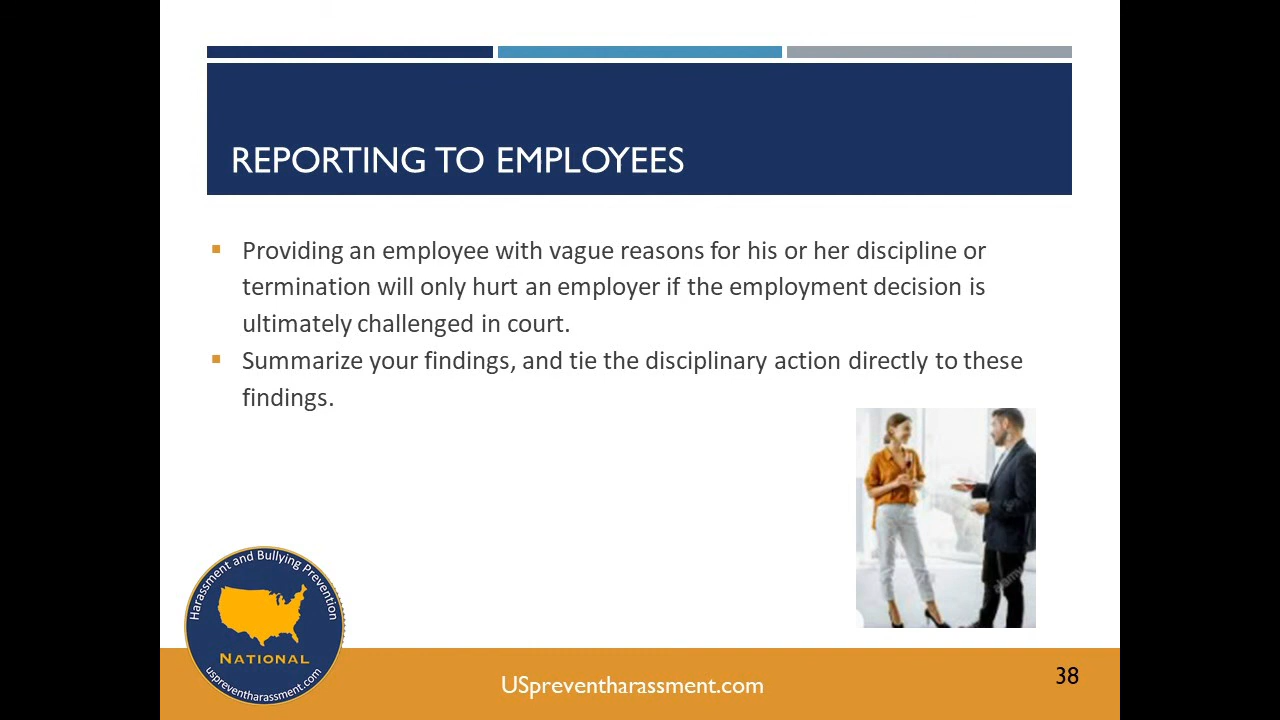 REPORTING TO EMPLOYEES
Providing an employee with vague reasons for his or her discipline or
termination will only hurt an employer if the employment decision is
ultimately challenged in court.
Summarize your findings, and tie the disciplinary action directly to these
findings.
Harassment and Bullying Prevention
NATIONAL
uspreventharassment.com
USpreventharassment.com
38